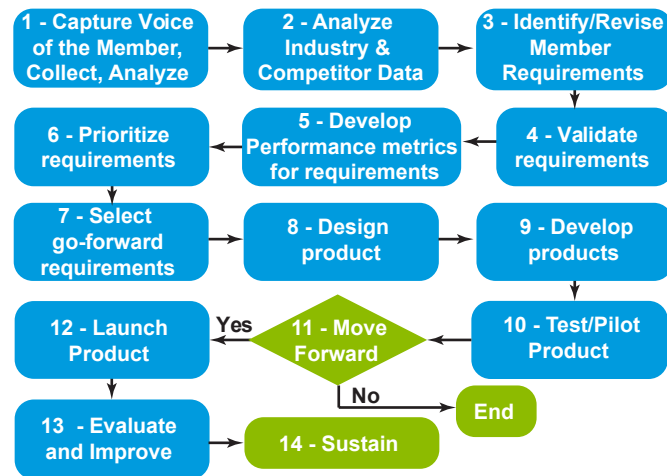 1 - Capture Voice
of the Member,
Collect, Analyze
2 - Analyze
Industry &
Competitor Data
3 - Identify/Revise
Member
Requirements
4 - Validate
requirements
5 - Develop
Performance metrics
for requirements
6 - Prioritize
requirements
7 - Select
go-forward
requirements
8 - Design
product
9 - Develop
products
10 - Test/Pilot
Product
11 - Move
Forward
Yes
No
End
12 - Launch
Product
13 - Evaluate
and Improve
14 - Sustain